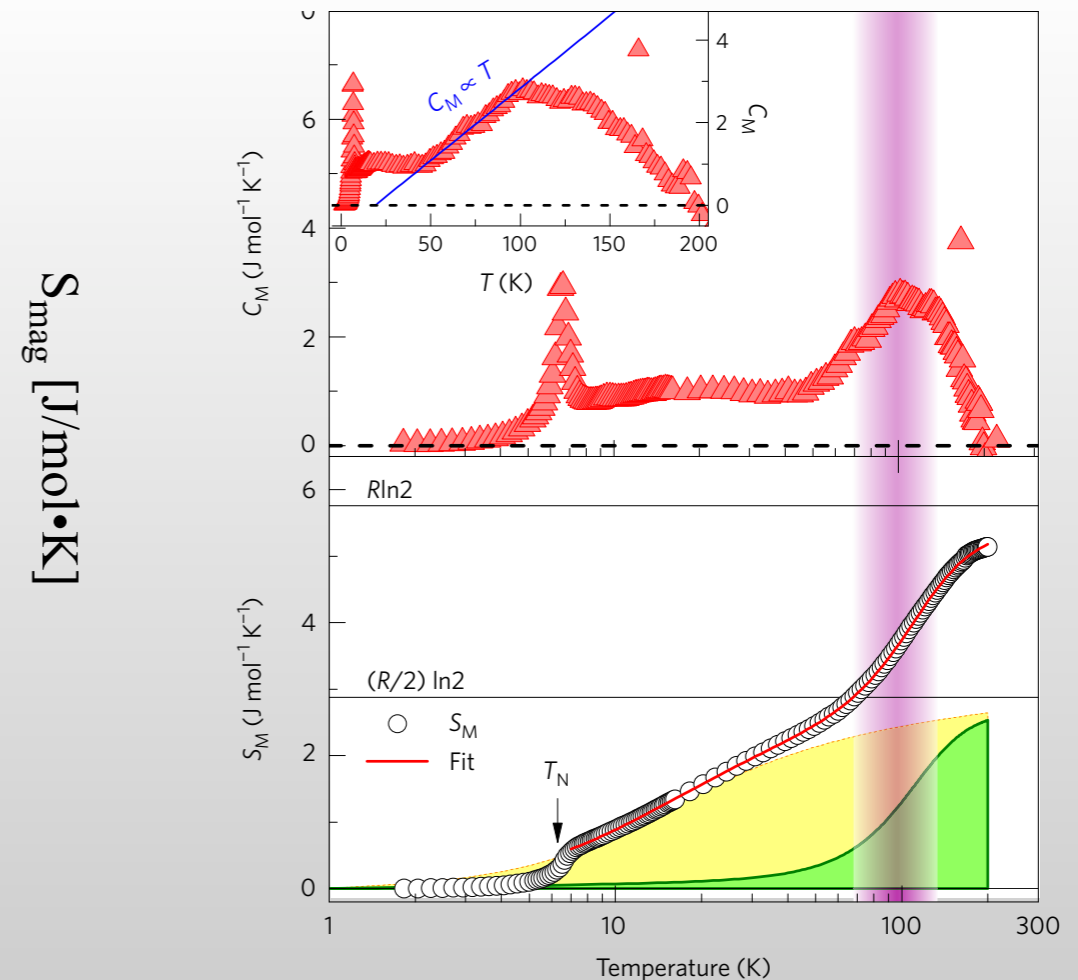 S_mag [J/mol•K]
0
6
4
2
0
C_M (J mol⁻¹ K⁻¹)
C_M ∝ T
4
2
0
C_M
0 50 100 150 200
T (K)
6
4
2
0
S_M (J mol⁻¹ K⁻¹)
Rln2
(R/2) ln2
S_M
Fit
T_N
1 10 100 300
Temperature (K)